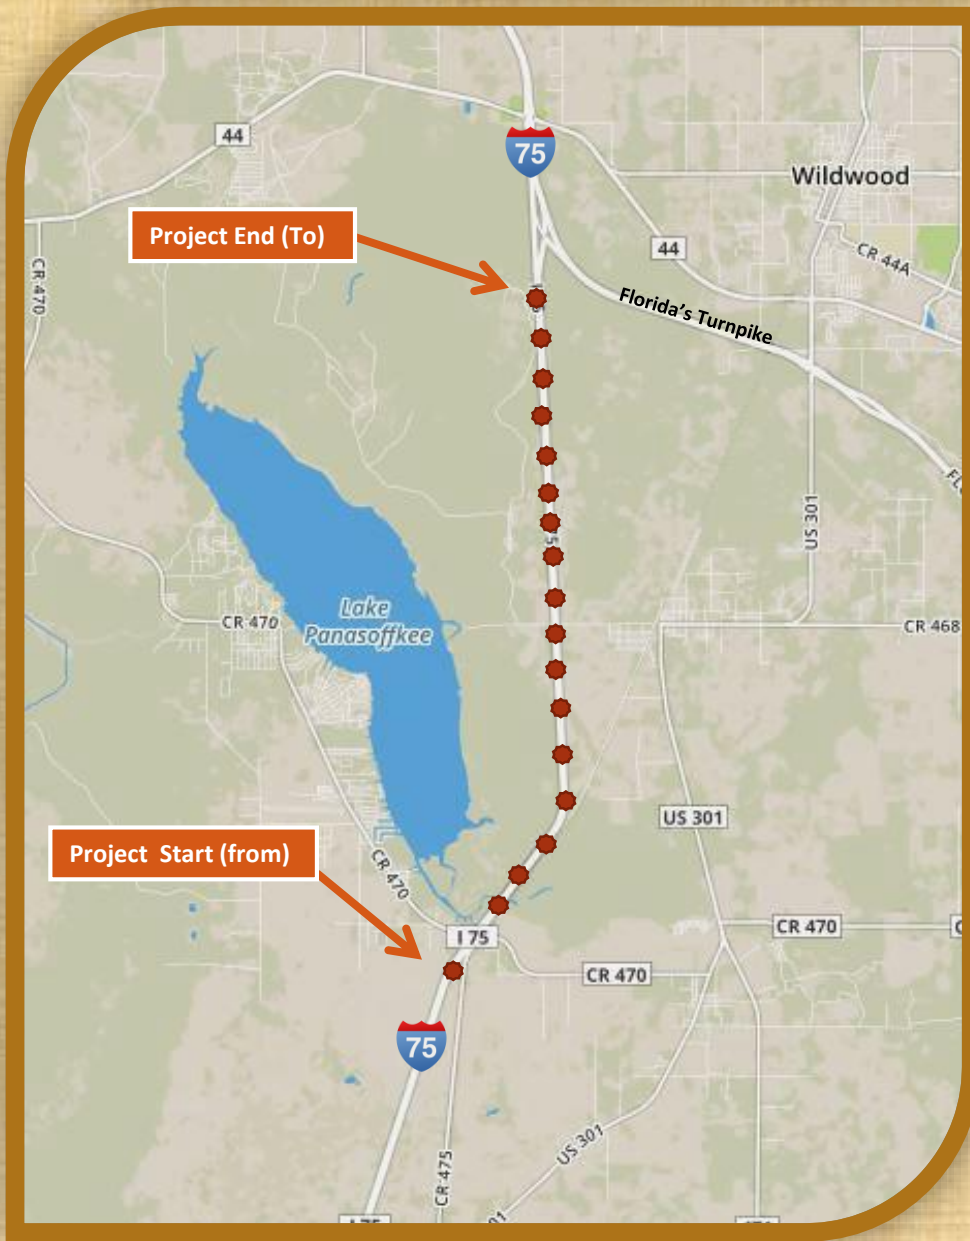 44
75
Wildwood
Project End (To)
44
CR 44A
CR 470
Florida's Turnpike
US 301
Lake
Panasoffkee
CR 470
CR 468
US 301
Project  Start (from)
CR 470
I 75
CR 470
CR 470
75
US 301
CR 475